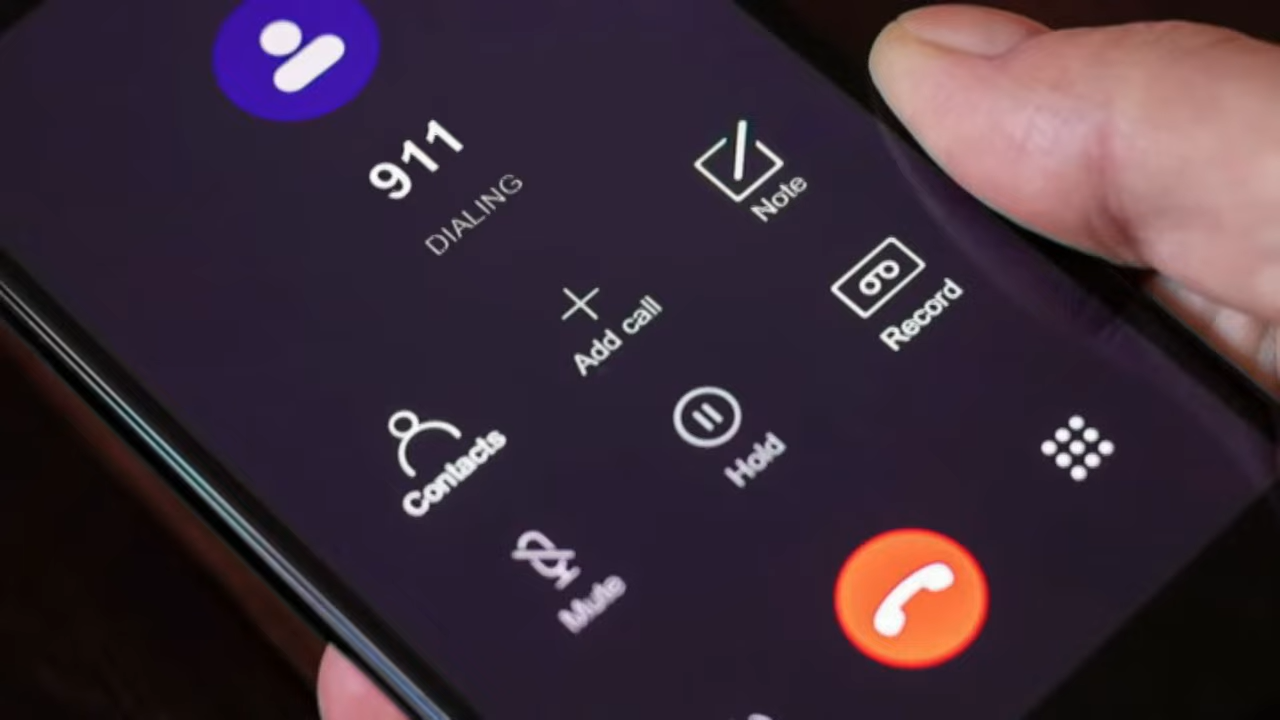 911
DIALING
Note
Add call
Record
Contacts
Hold
Mute